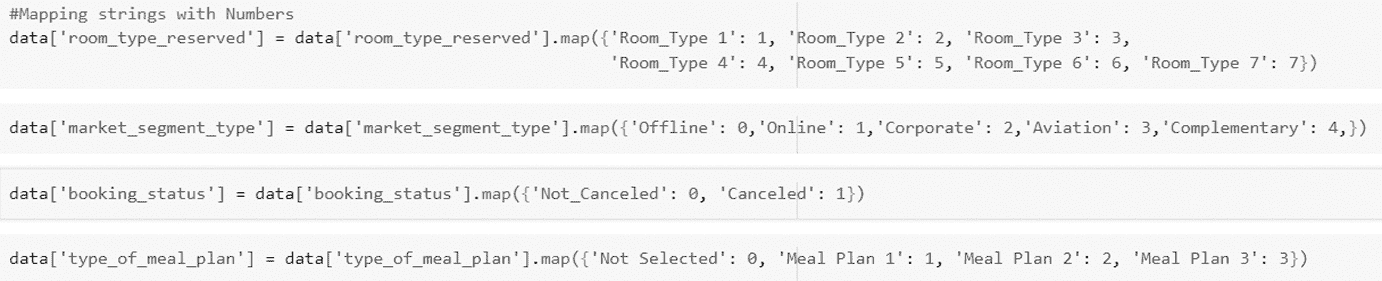 #Mapping strings with Numbers
data['room_type_reserved'] = data['room_type_reserved'].map({'Room_Type 1': 1, 'Room_Type 2': 2, 'Room_Type 3': 3,
'Room_Type 4': 4, 'Room_Type 5': 5, 'Room_Type 6': 6, 'Room_Type 7': 7})
data['market_segment_type'] = data['market_segment_type'].map({'Offline': 0,'Online': 1,'Corporate': 2,'Aviation': 3,'Complementary': 4,})
data['booking_status'] = data['booking_status'].map({'Not_Canceled': 0, 'Canceled': 1})
data['type_of_meal_plan'] = data['type_of_meal_plan'].map({'Not Selected': 0, 'Meal Plan 1': 1, 'Meal Plan 2': 2, 'Meal Plan 3': 3})